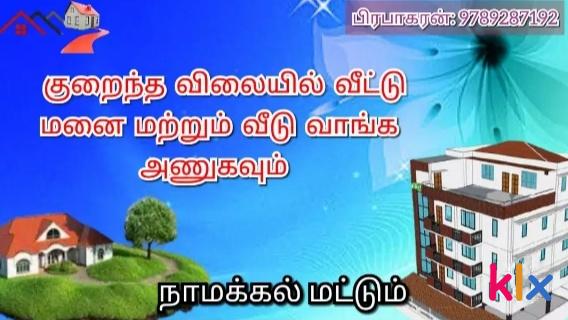 பிரபாகரன்: 9789287192
குறைந்த விலையில் வீட்டு
மனை மற்றும் வீடு வாங்க
அணுகவும்
நாமக்கல் மட்டும்
klx